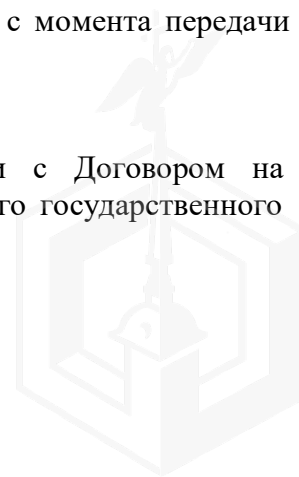 с момента передачи
с Договором на
го государственного